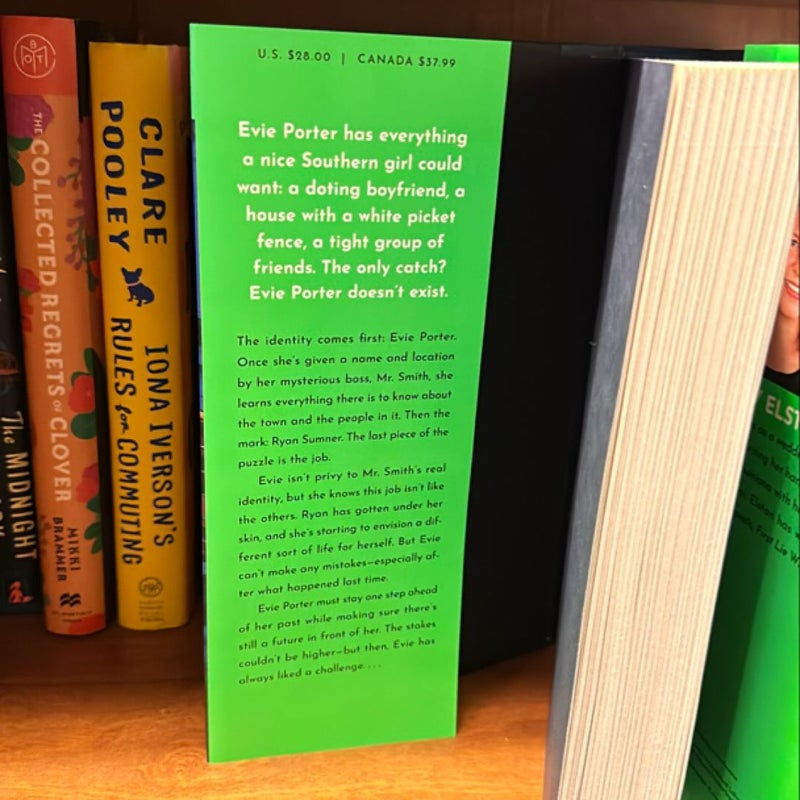 U.S. $28.00 | CANADA $37.99
Evie Porter has everything
a nice Southern girl could
want: a doting boyfriend, a
house with a white picket
fence, a tight group of
friends. The only catch?
Evie Porter doesn't exist.
The identity comes first: Evie Porter.
Once she's given a name and location
by her mysterious boss, Mr. Smith, she
learns everything there is to know about
the town and the people in it. Then the
mark: Ryan Sumner. The last piece of the
puzzle is the job.
Evie isn't privy to Mr. Smith's real
identity, but she knows this job isn't like
the others. Ryan has gotten under her
skin, and she's starting to envision a dif-
ferent sort of life for herself. But Evie
can't make any mistakes—especially af-
ter what happened last time.
Evie Porter must stay one step ahead
of her past while making sure there's
still a future in front of her. The stakes
couldn't be higher—but then, Evie has
always liked a challenge. . . .
BOTM
THE COLLECTED REGRETS OF CLOVER
MIKKI
BRAMMER
CLARE
POOLEY
IONA IVERSON'S
RULES for COMMUTING
The MIDNIGHT
ELST
First Lie W